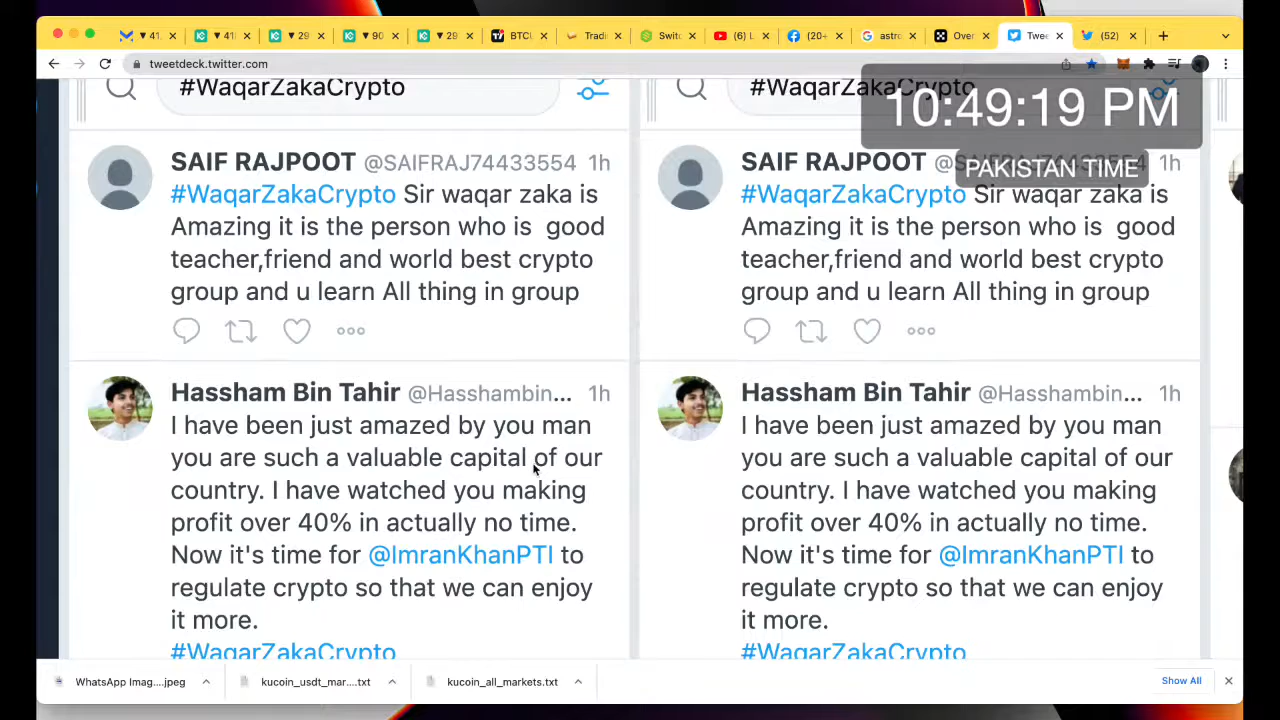 ▼ 41.
▼ 41
▼ 29
▼ 90
▼ 29
BTCU
Tradi
Switc
(6) L
(20+
astro
Over
Twee
(52)
tweetdeck.twitter.com
#WaqarZakaCrypto
SAIF RAJPOOT @SAIFRAJ74433554 1h
#WaqarZakaCrypto Sir waqar zaka is
Amazing it is the person who is good
teacher,friend and world best crypto
group and u learn All thing in group
Hassham Bin Tahir @Hasshambin... 1h
I have been just amazed by you man
you are such a valuable capital of our
country. I have watched you making
profit over 40% in actually no time.
Now it's time for @ImranKhanPTI to
regulate crypto so that we can enjoy
it more.
#WaqarZakaCrypto
#WaqarZakaCrypto
10:49:19 PM
PAKISTAN TIME
SAIF RAJPOOT @SAIFRAJ74433554 1h
#WaqarZakaCrypto Sir waqar zaka is
Amazing it is the person who is good
teacher,friend and world best crypto
group and u learn All thing in group
Hassham Bin Tahir @Hasshambin... 1h
I have been just amazed by you man
you are such a valuable capital of our
country. I have watched you making
profit over 40% in actually no time.
Now it's time for @ImranKhanPTI to
regulate crypto so that we can enjoy
it more.
#WaqarZakaCrypto
WhatsApp Imag....jpeg
kucoin_usdt_mar....txt
kucoin_all_markets.txt
Show All